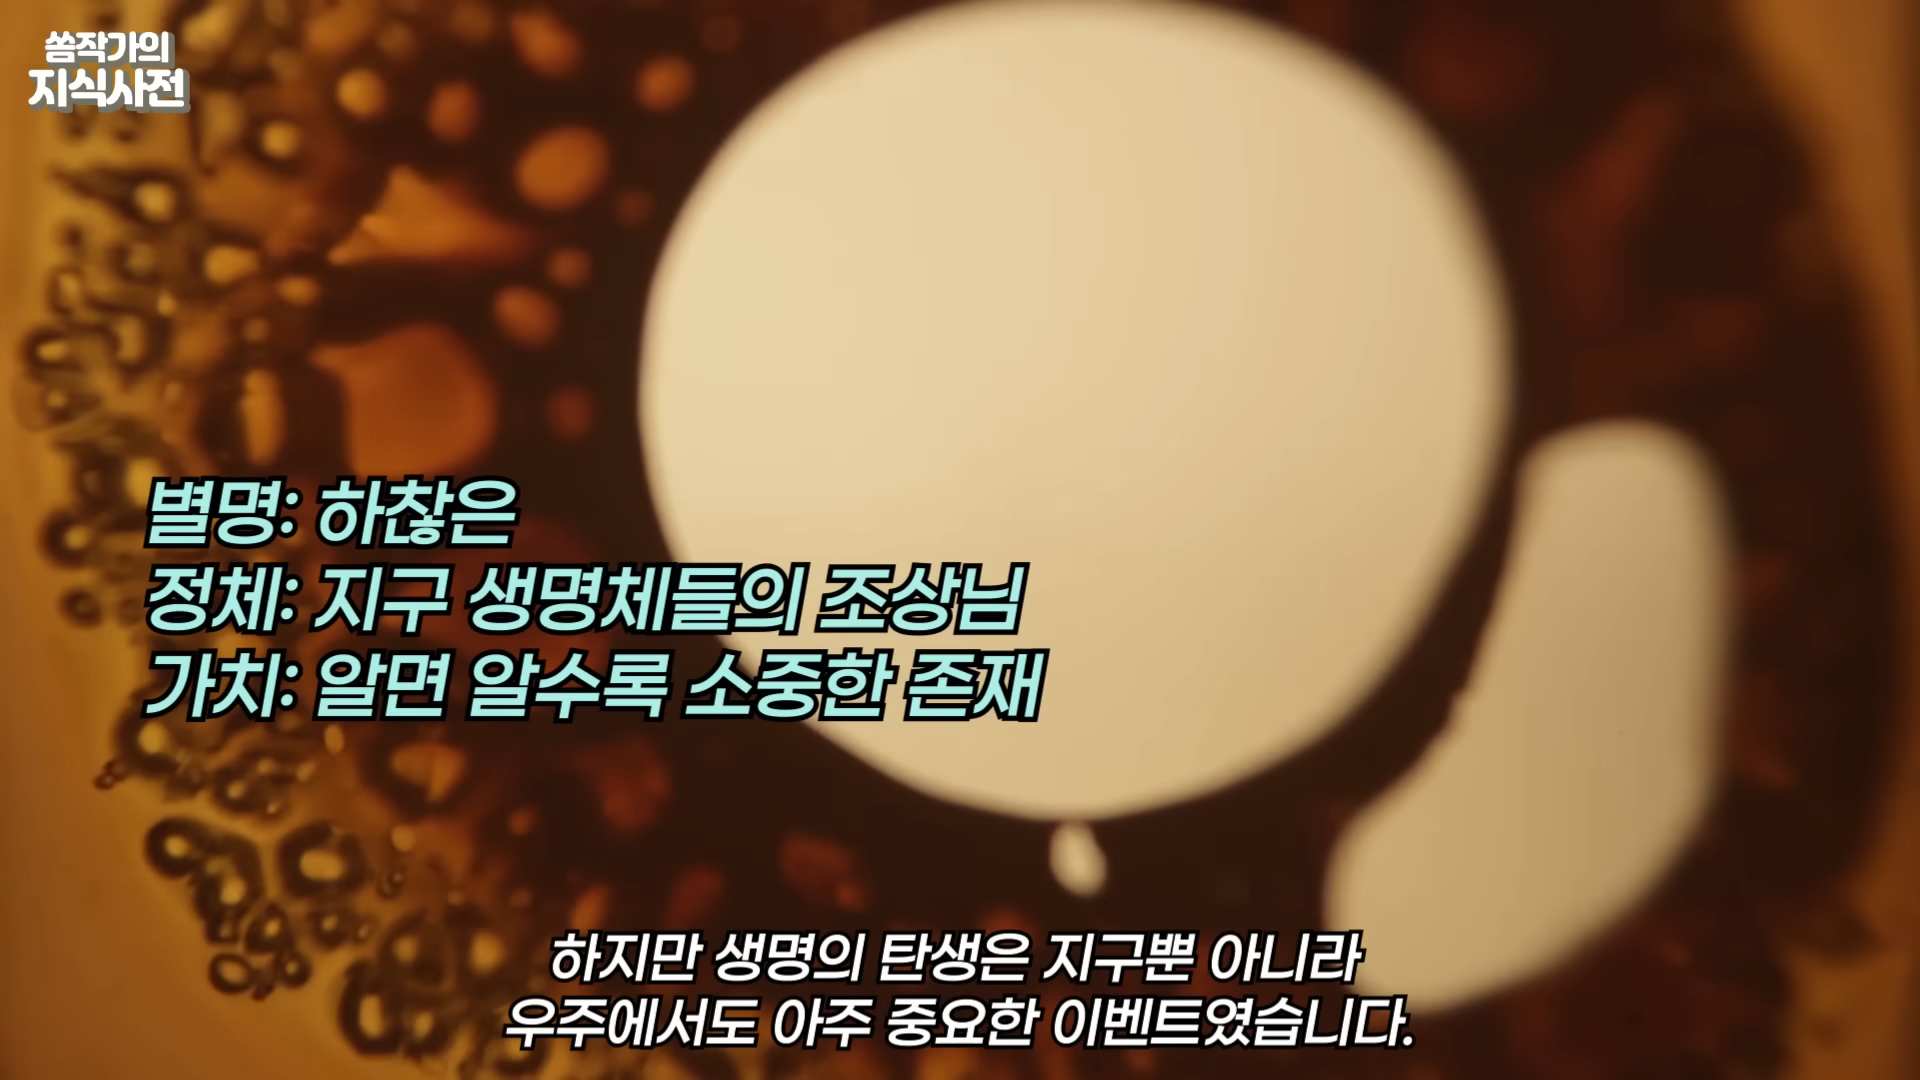 쏨작가의
지식사전
별명: 하찮은
정체: 지구 생명체들의 조상님
가치: 알면 알수록 소중한 존재
하지만 생명의 탄생은 지구뿐 아니라
우주에서도 아주 중요한 이벤트였습니다.